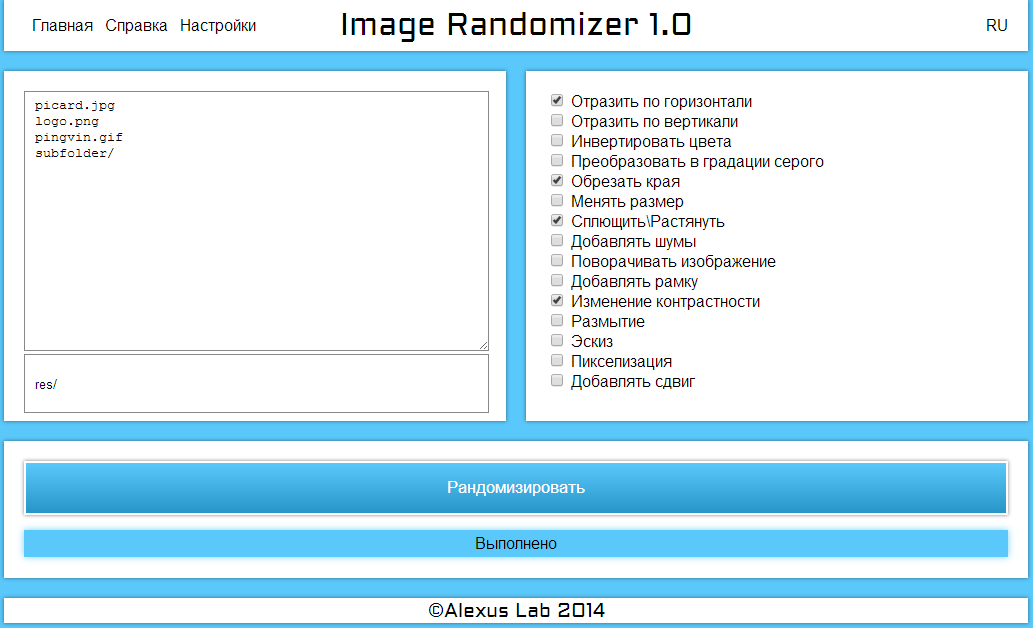 Главная Справка Настройки Image Randomizer 1.0 RU
picard.jpg
logo.png
pingvin.gif
subfolder/
res/
Отразить по горизонтали
Отразить по вертикали
Инвертировать цвета
Преобразовать в градации серого
Обрезать края
Менять размер
Сплющить\Растянуть
Добавлять шумы
Поворачивать изображение
Добавлять рамку
Изменение контрастности
Размытие
Эскиз
Пикселизация
Добавлять сдвиг
Рандомизировать
Выполнено
©Alexus Lab 2014